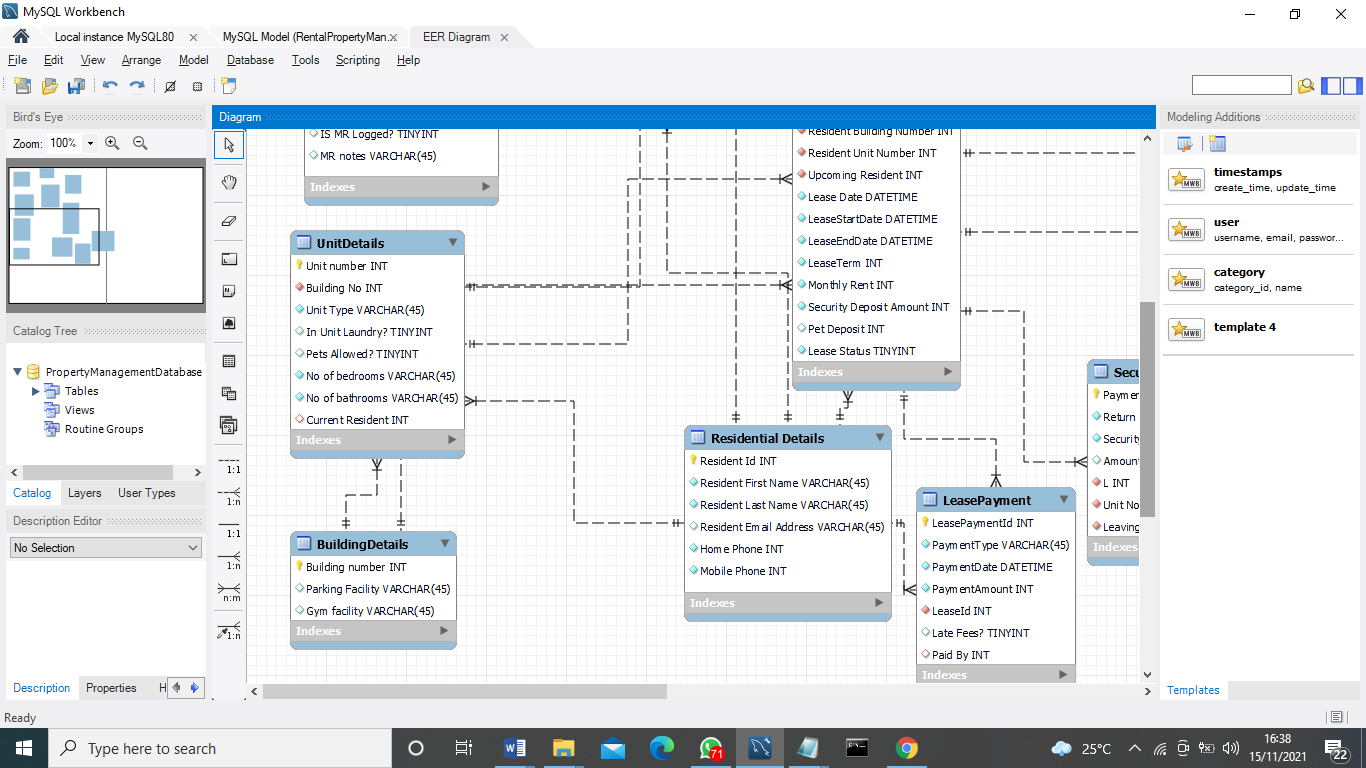 MySQL Workbench
Local instance MySQL80
MySQL Model (RentalPropertyMan...
EER Diagram
File Edit View Arrange Model Database Tools Scripting Help
Bird's Eye
Zoom: 100%
Catalog Tree
PropertyManagementDatabase
Tables
Views
Routine Groups
Catalog Layers User Types
Description Editor
No Selection
Description Properties H
Diagram
1:1
1:n
1:1
1:n
n:m
1:n
IS MR Logged? TINYINT
MR notes VARCHAR(45)
Indexes
UnitDetails
Unit number INT
Building No INT
Unit Type VARCHAR(45)
In Unit Laundry? TINYINT
Pets Allowed? TINYINT
No of bedrooms VARCHAR(45)
No of bathrooms VARCHAR(45)
Current Resident INT
Indexes
BuildingDetails
Building number INT
Parking Facility VARCHAR(45)
Gym facility VARCHAR(45)
Indexes
Resident Building Number INT
Resident Unit Number INT
Upcoming Resident INT
Lease Date DATETIME
LeaseStartDate DATETIME
LeaseEndDate DATETIME
LeaseTerm INT
Monthly Rent INT
Security Deposit Amount INT
Pet Deposit INT
Lease Status TINYINT
Indexes
Residential Details
Resident Id INT
Resident First Name VARCHAR(45)
Resident Last Name VARCHAR(45)
Resident Email Address VARCHAR(45)
Home Phone INT
Mobile Phone INT
Indexes
LeasePayment
LeasePaymentId INT
PaymentType VARCHAR(45)
PaymentDate DATETIME
PaymentAmount INT
LeaseId INT
Late Fees? TINYINT
Paid By INT
Indexes
Secu
Paymen
Return
Security
Amoun
L INT
Unit No
Leaving
Indexes
Modeling Additions
timestamps
create_time, update_time
user
username, email, passwor...
category
category_id, name
template 4
Templates
Ready
Type here to search
71
25°C
16:38
15/11/2021
22